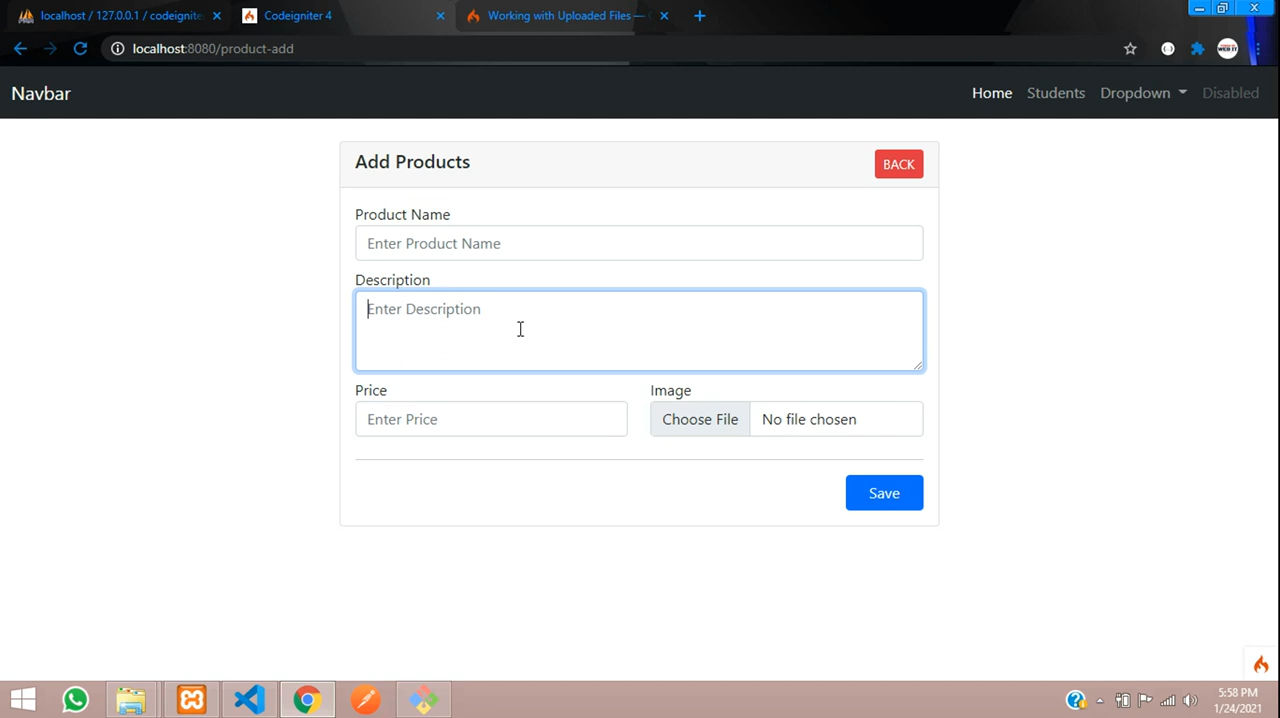 localhost / 127.0.0.1 / codeignite
Codeigniter 4
Working with Uploaded Files —
localhost:8080/product-add
Navbar
Home
Students
Dropdown
Disabled
Add Products
BACK
Product Name
Enter Product Name
Description
Enter Description
Price
Image
Enter Price
Choose File
No file chosen
Save
5:58 PM
1/24/2021